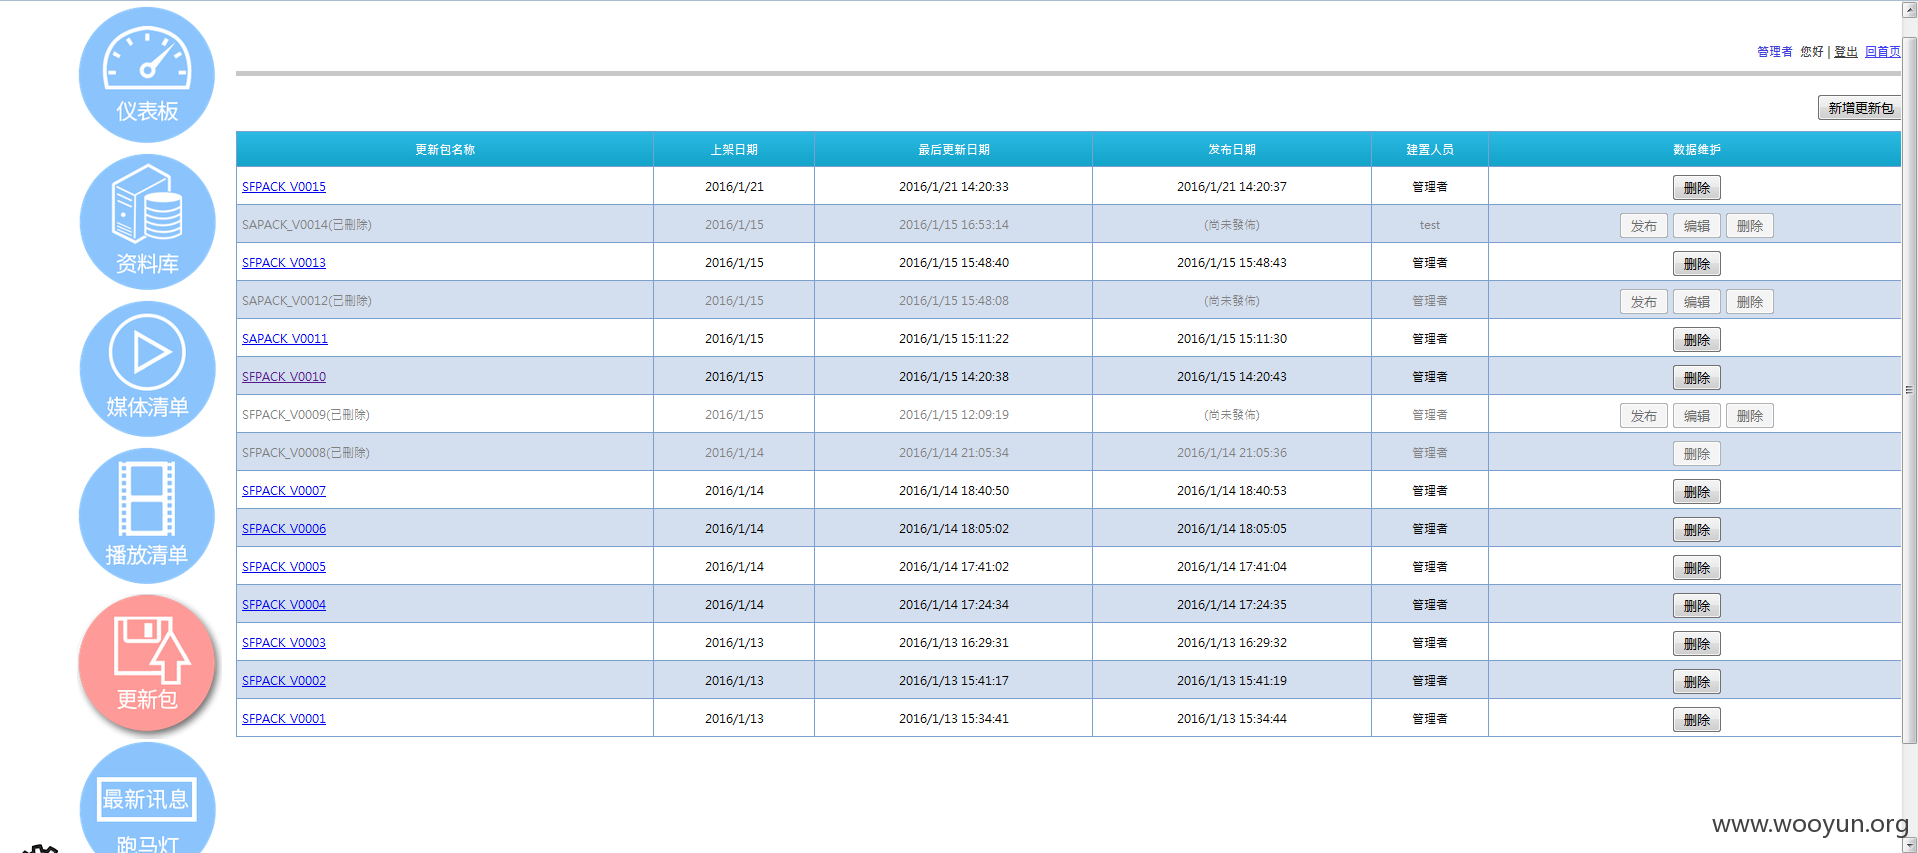 管理者 您好 | 登出 回首页
仪表板
资料库
媒体清单
播放清单
更新包
最新讯息
跑马灯
新增更新包
更新包名称 上架日期 最后更新日期 发布日期 建置人员 数据维护
SFPACK_V0015 2016/1/21 2016/1/21 14:20:33 2016/1/21 14:20:37 管理者 删除
SAPACK_V0014(已刪除) 2016/1/15 2016/1/15 16:53:14 (尚未發佈) test 发布 编辑 删除
SFPACK_V0013 2016/1/15 2016/1/15 15:48:40 2016/1/15 15:48:43 管理者 删除
SAPACK_V0012(已刪除) 2016/1/15 2016/1/15 15:48:08 (尚未發佈) 管理者 发布 编辑 删除
SAPACK_V0011 2016/1/15 2016/1/15 15:11:22 2016/1/15 15:11:30 管理者 删除
SFPACK_V0010 2016/1/15 2016/1/15 14:20:38 2016/1/15 14:20:43 管理者 删除
SFPACK_V0009(已刪除) 2016/1/15 2016/1/15 12:09:19 (尚未發佈) 管理者 发布 编辑 删除
SFPACK_V0008(已刪除) 2016/1/14 2016/1/14 21:05:34 2016/1/14 21:05:36 管理者 删除
SFPACK_V0007 2016/1/14 2016/1/14 18:40:50 2016/1/14 18:40:53 管理者 删除
SFPACK_V0006 2016/1/14 2016/1/14 18:05:02 2016/1/14 18:05:05 管理者 删除
SFPACK_V0005 2016/1/14 2016/1/14 17:41:02 2016/1/14 17:41:04 管理者 删除
SFPACK_V0004 2016/1/14 2016/1/14 17:24:34 2016/1/14 17:24:35 管理者 删除
SFPACK_V0003 2016/1/13 2016/1/13 16:29:31 2016/1/13 16:29:32 管理者 删除
SFPACK_V0002 2016/1/13 2016/1/13 15:41:17 2016/1/13 15:41:19 管理者 删除
SFPACK_V0001 2016/1/13 2016/1/13 15:34:41 2016/1/13 15:34:44 管理者 删除
www.wooyun.org